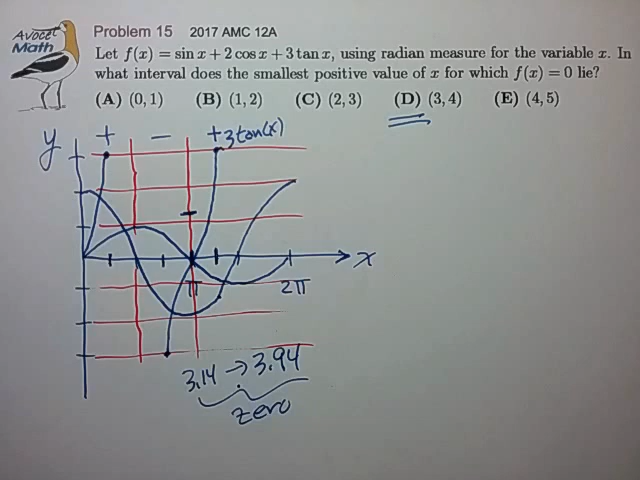 Avocet
Math
Problem 15 2017 AMC 12A
Let f(x) = sin x + 2 cos x + 3 tan x, using radian measure for the variable x. In
what interval does the smallest positive value of x for which f(x) = 0 lie?
(A) (0, 1) (B) (1, 2) (C) (2, 3) (D) (3, 4) (E) (4, 5)
y + − + 3tan(x)
x
π 2π
3.14 → 3.94
zero